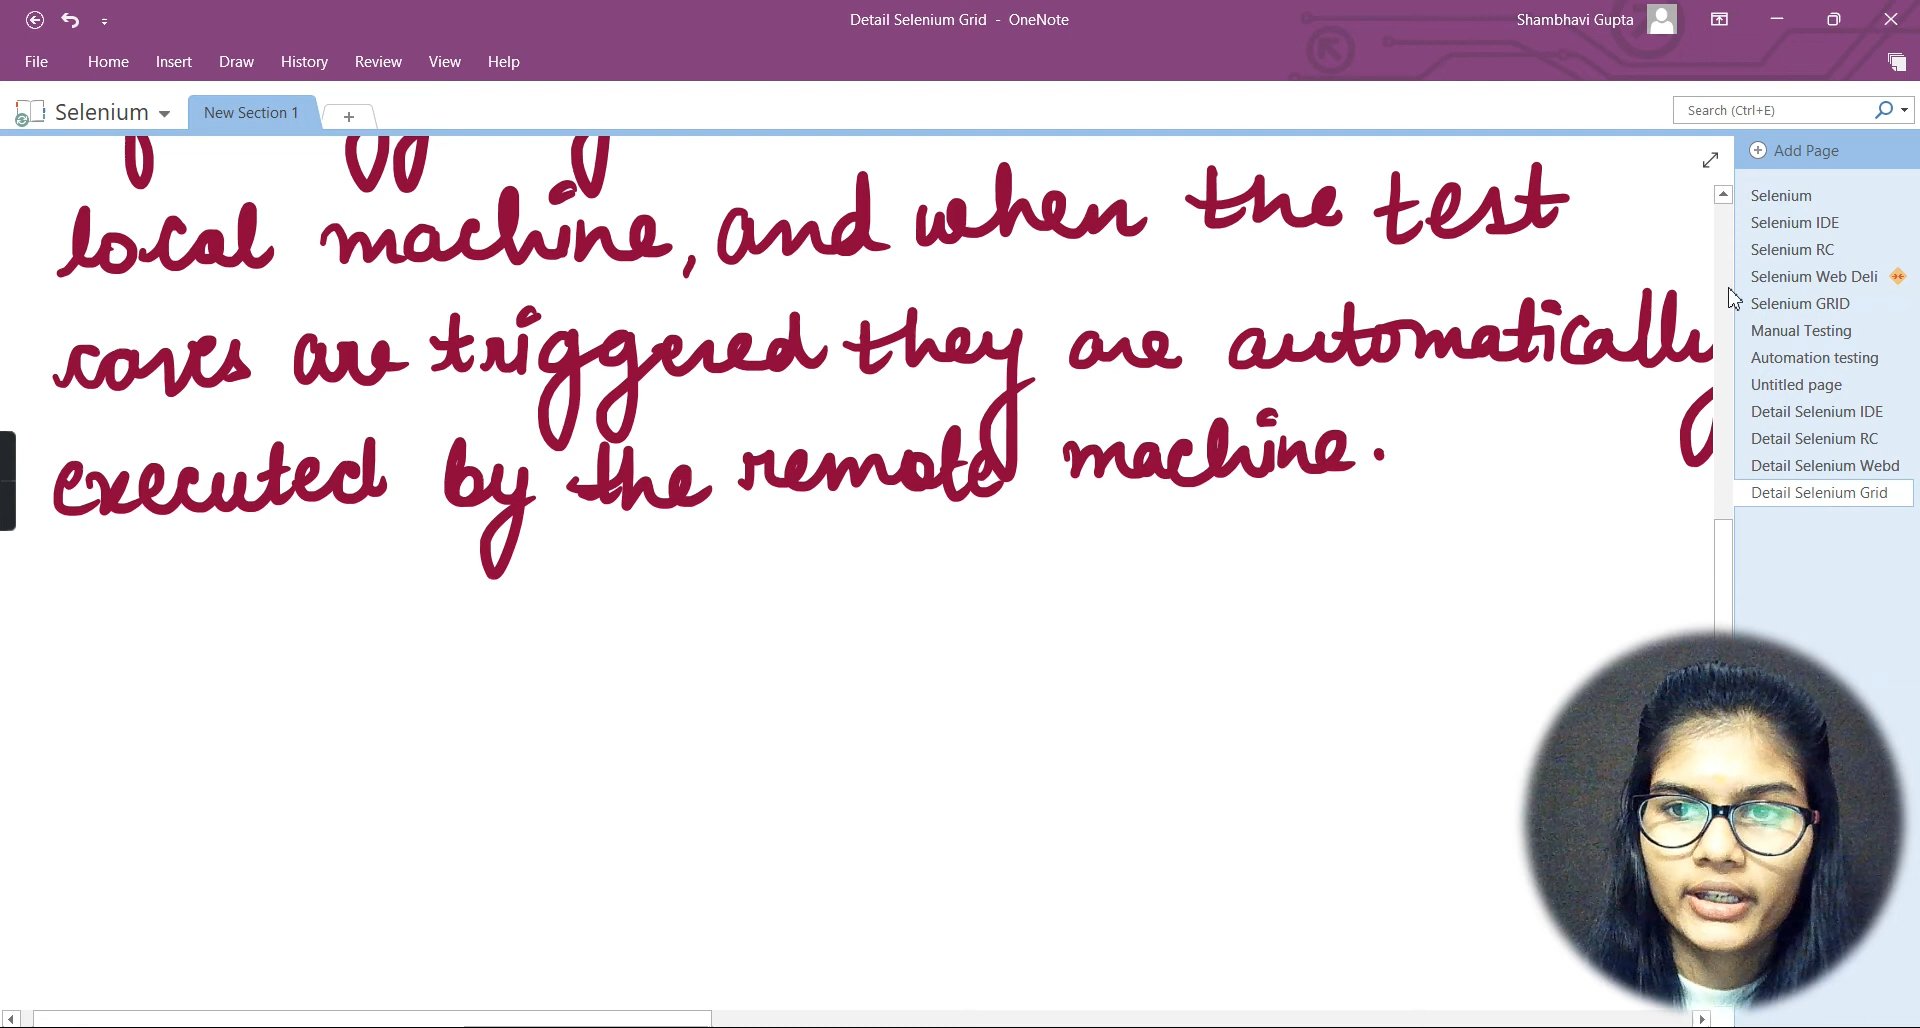 Detail Selenium Grid - OneNote
Shambhavi Gupta
File Home Insert Draw History Review View Help
Selenium
New Section 1
+
Search (Ctrl+E)
local machine, and when the test
cases are triggered they are automatically
executed by the remote machine.
Add Page
Selenium
Selenium IDE
Selenium RC
Selenium Web Deli
Selenium GRID
Manual Testing
Automation testing
Untitled page
Detail Selenium IDE
Detail Selenium RC
Detail Selenium Webd
Detail Selenium Grid